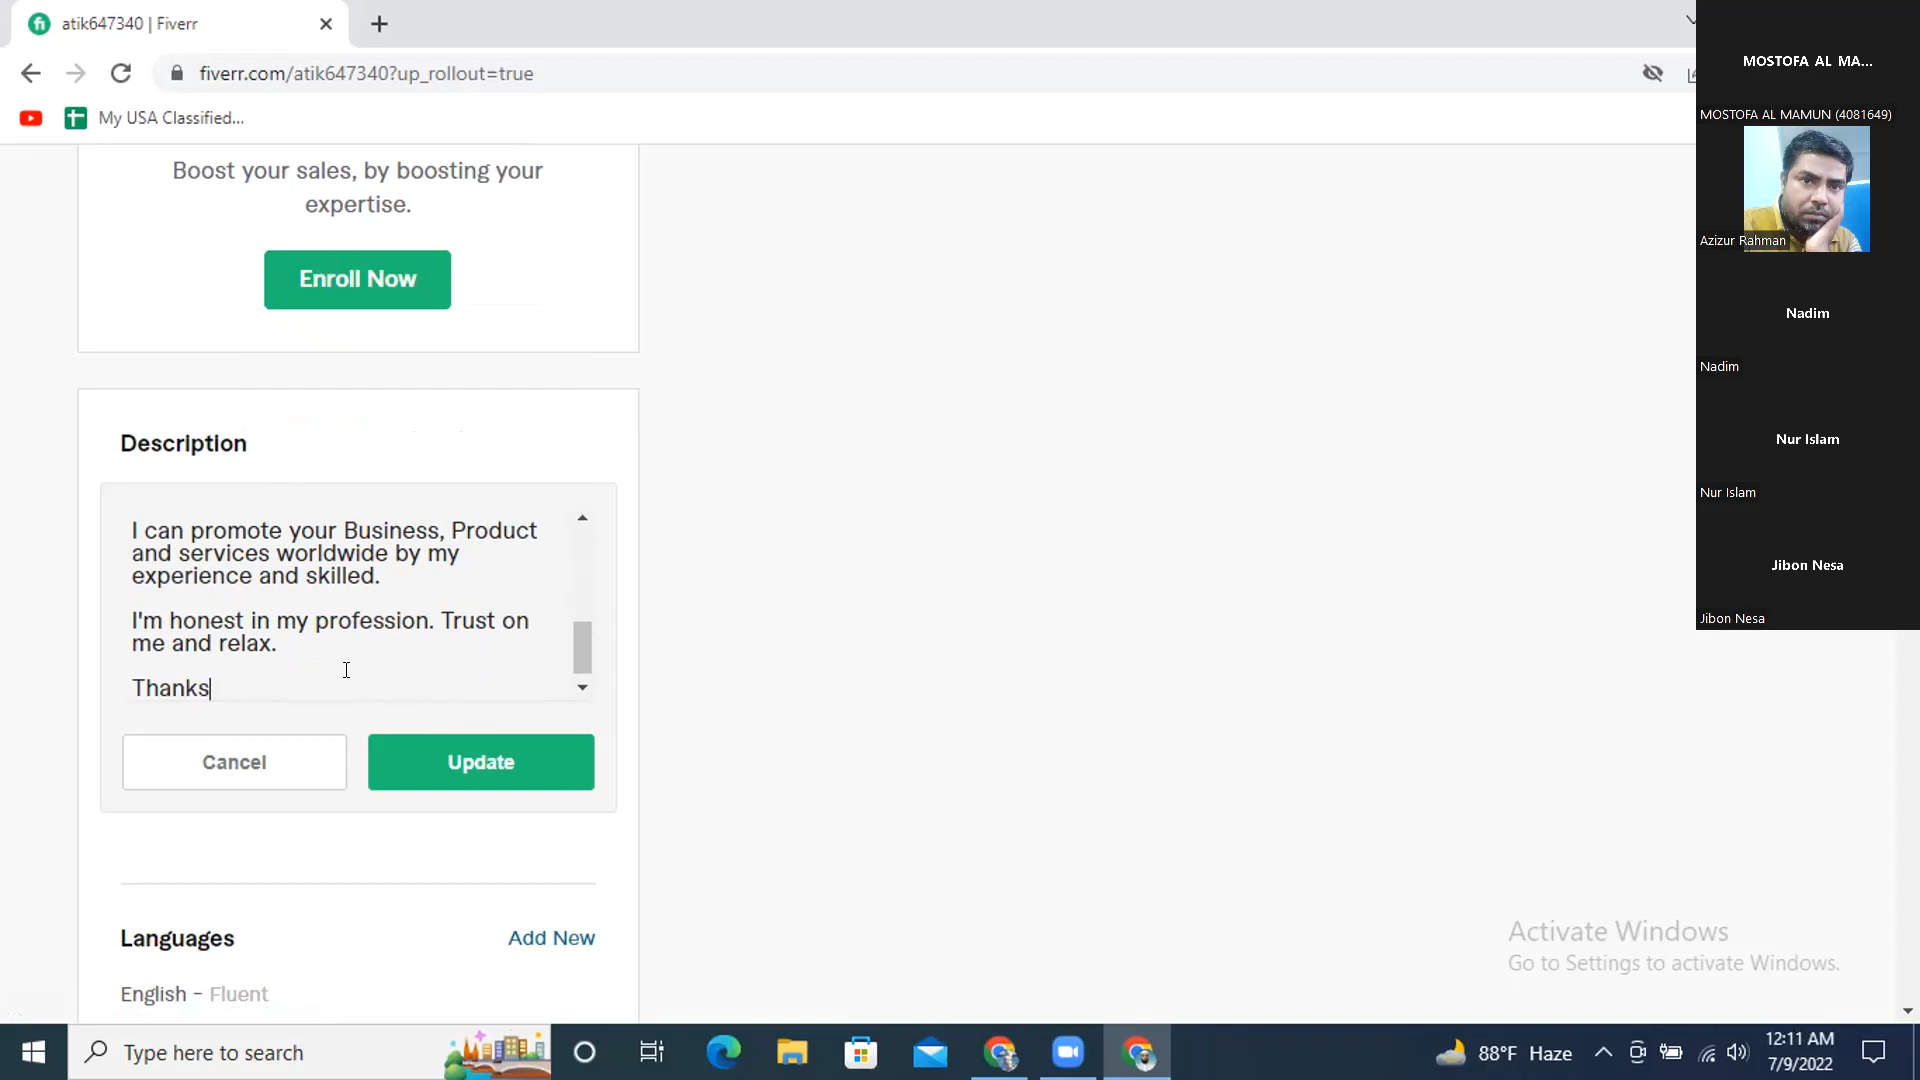 atik647340 | Fiverr
fiverr.com/atik647340?up_rollout=true
My USA Classified...
Boost your sales, by boosting your
expertise.
Enroll Now
Description
I can promote your Business, Product
and services worldwide by my
experience and skilled.
I'm honest in my profession. Trust on
me and relax.
Thanks
Cancel
Update
Languages
Add New
English - Fluent
MOSTOFA AL MA...
MOSTOFA AL MAMUN (4081649)
Azizur Rahman
Nadim
Nadim
Nur Islam
Nur Islam
Jibon Nesa
Jibon Nesa
Activate Windows
Go to Settings to activate Windows.
Type here to search
88°F Haze
12:11 AM
7/9/2022